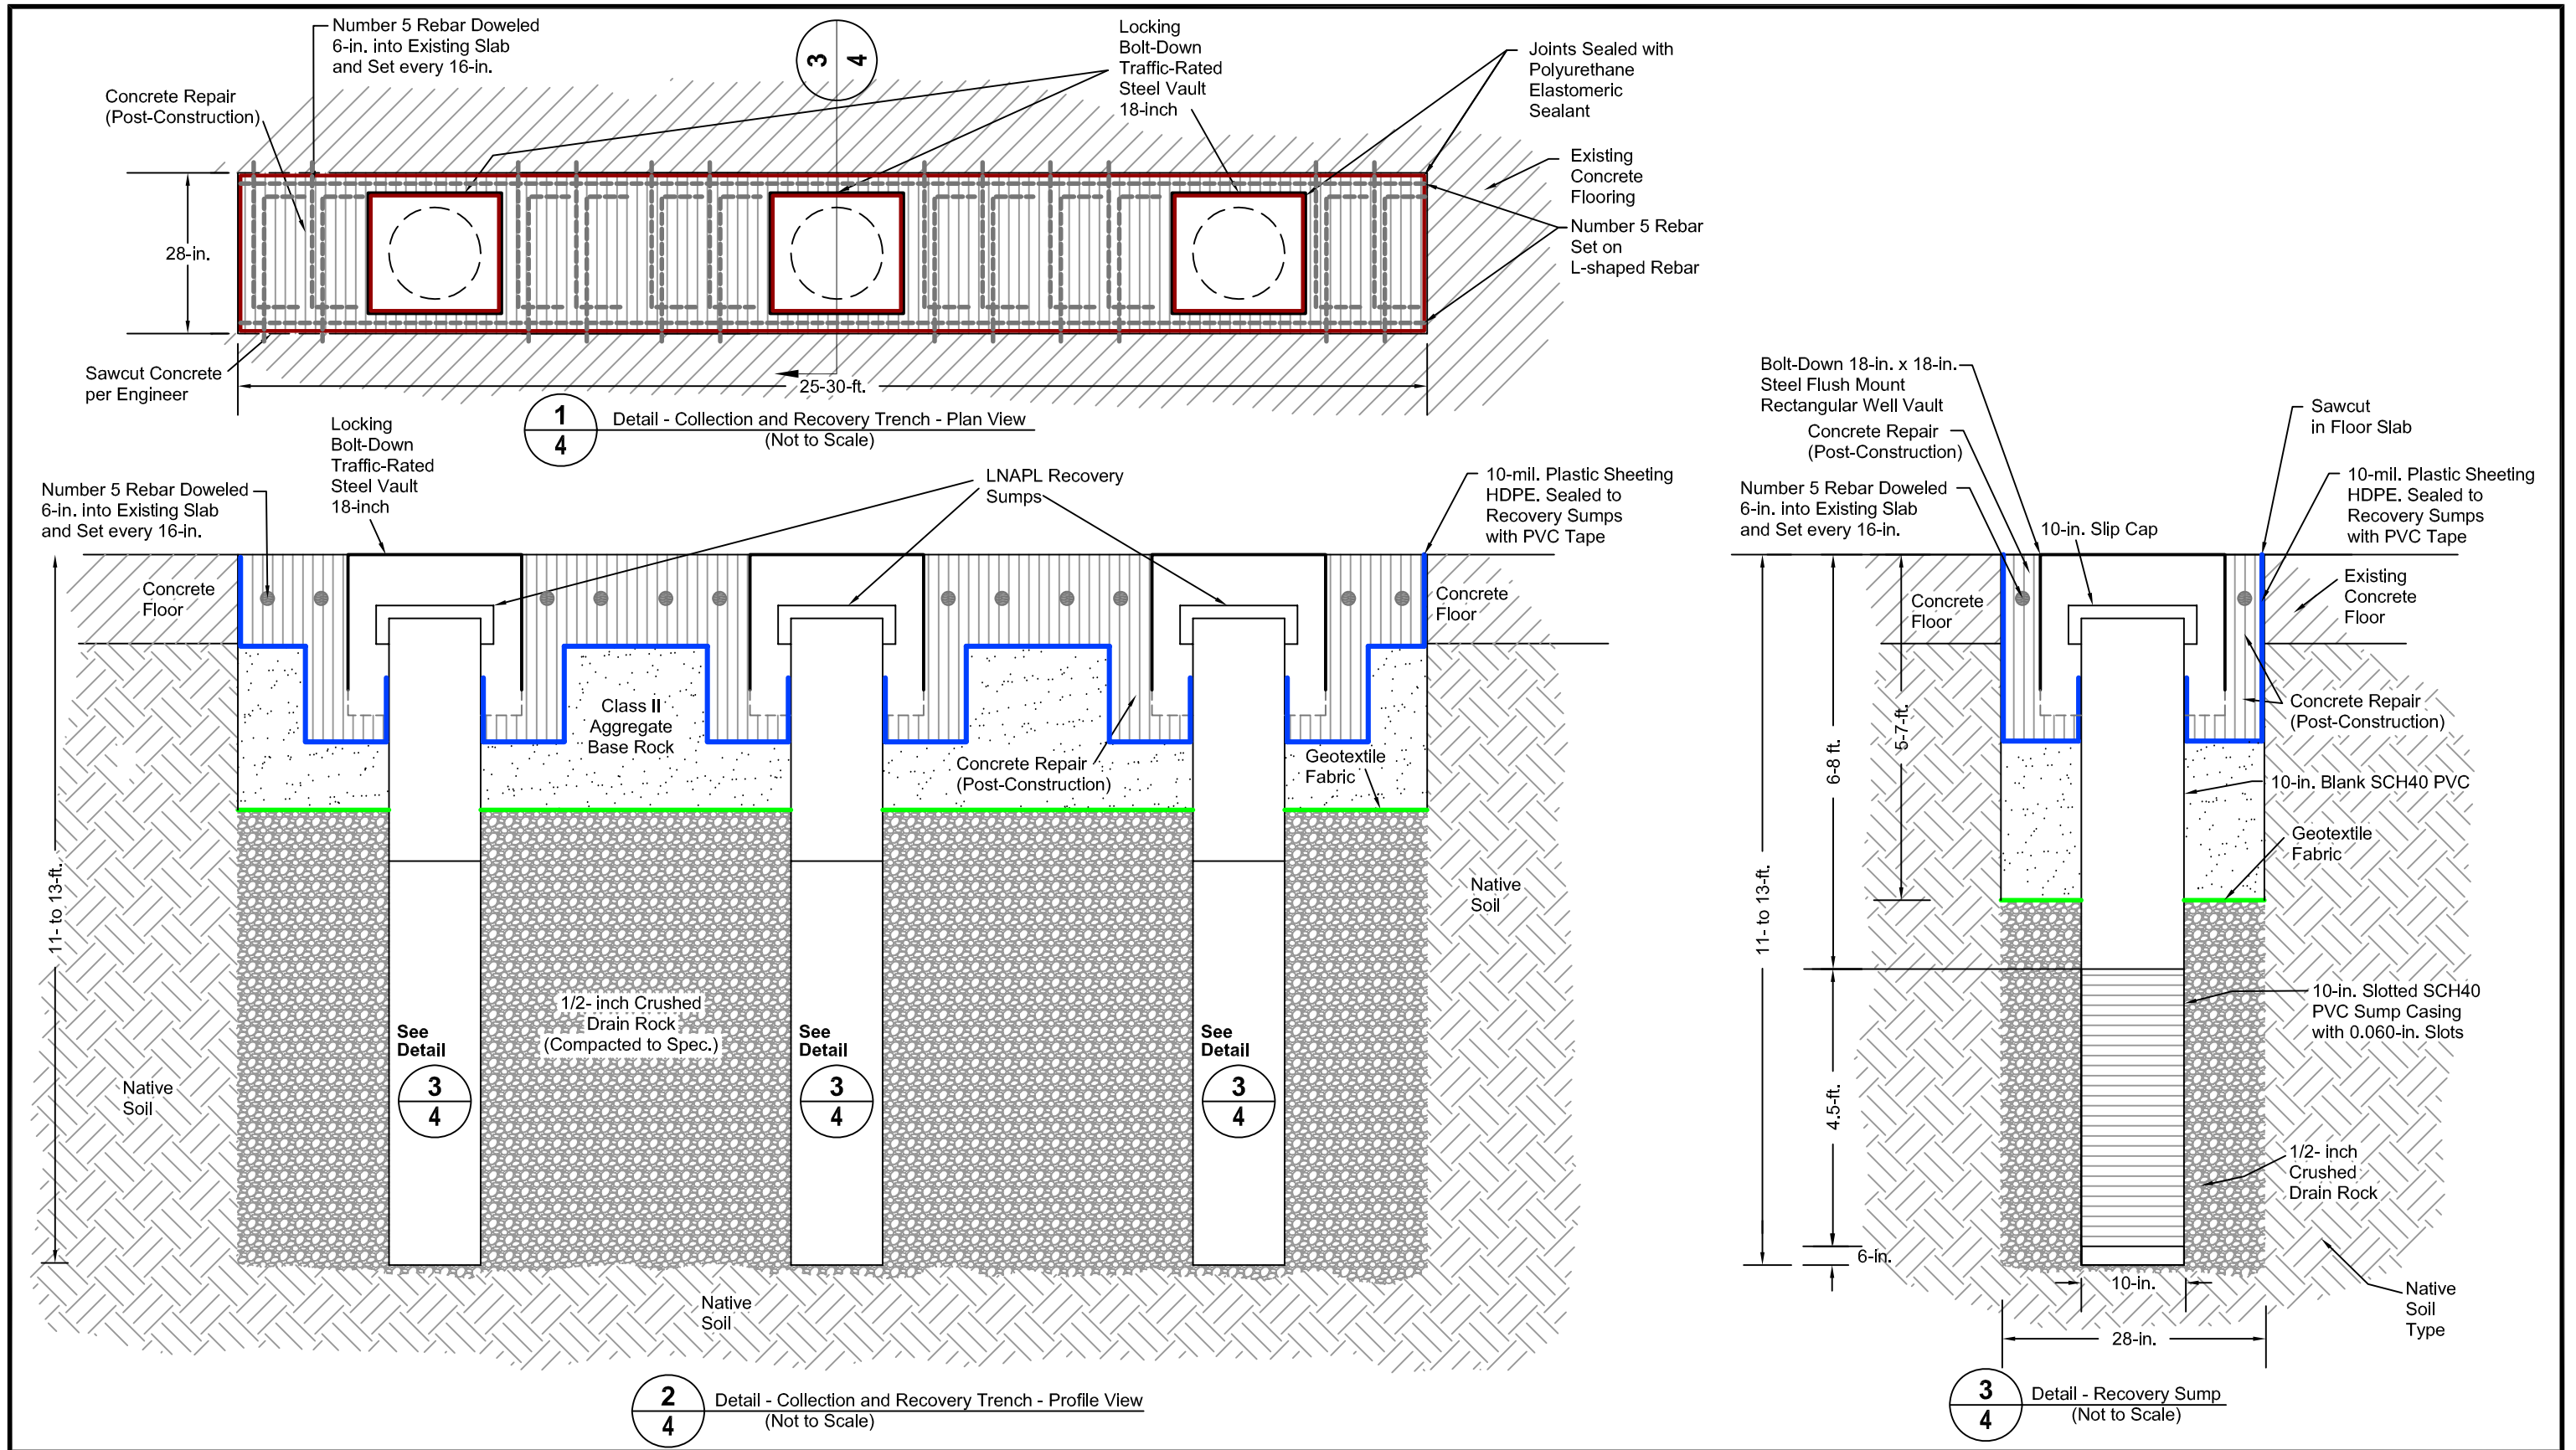 Number 5 Rebar Doweled
6-in. into Existing Slab
and Set every 16-in.
Concrete Repair
(Post-Construction)
3
4
Locking
Bolt-Down
Traffic-Rated
Steel Vault
18-inch
Joints Sealed with
Polyurethane
Elastomeric
Sealant
Existing
Concrete
Flooring
Number 5 Rebar
Set on
L-shaped Rebar
28-in.
Sawcut Concrete
per Engineer
25-30-ft.
1
4
Detail - Collection and Recovery Trench - Plan View
(Not to Scale)
Locking
Bolt-Down
Traffic-Rated
Steel Vault
18-inch
Number 5 Rebar Doweled
6-in. into Existing Slab
and Set every 16-in.
LNAPL Recovery
Sumps
10-mil. Plastic Sheeting
HDPE. Sealed to
Recovery Sumps
with PVC Tape
Concrete
Floor
Concrete
Floor
Class II
Aggregate
Base Rock
Concrete Repair
(Post-Construction)
Geotextile
Fabric
11- to 13-ft.
Native
Soil
1/2- inch Crushed
Drain Rock
(Compacted to Spec.)
See
Detail
3
4
See
Detail
3
4
See
Detail
3
4
Native
Soil
Native
Soil
2
4
Detail - Collection and Recovery Trench - Profile View
(Not to Scale)
Bolt-Down 18-in. x 18-in.
Steel Flush Mount
Rectangular Well Vault
Concrete Repair
(Post-Construction)
Number 5 Rebar Doweled
6-in. into Existing Slab
and Set every 16-in.
10-in. Slip Cap
Sawcut
in Floor Slab
10-mil. Plastic Sheeting
HDPE. Sealed to
Recovery Sumps
with PVC Tape
Existing
Concrete
Floor
Concrete
Floor
Concrete Repair
(Post-Construction)
5-7-ft.
6-8 ft.
10-in. Blank SCH40 PVC
Geotextile
Fabric
11- to 13-ft.
10-in. Slotted SCH40
PVC Sump Casing
with 0.060-in. Slots
4.5-ft.
1/2- inch
Crushed
Drain Rock
6-in.
10-in.
Native
Soil
Type
28-in.
3
4
Detail - Recovery Sump
(Not to Scale)